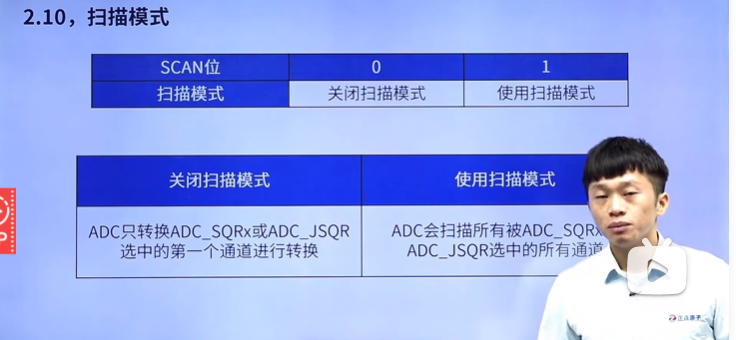 2.10，扫描模式
SCAN位 0 1
扫描模式 关闭扫描模式 使用扫描模式
关闭扫描模式 使用扫描模式
ADC只转换ADC_SQRx或ADC_JSQR
选中的第一个通道进行转换
ADC会扫描所有被ADC_SQRx
ADC_JSQR选中的所有通道
正点原子